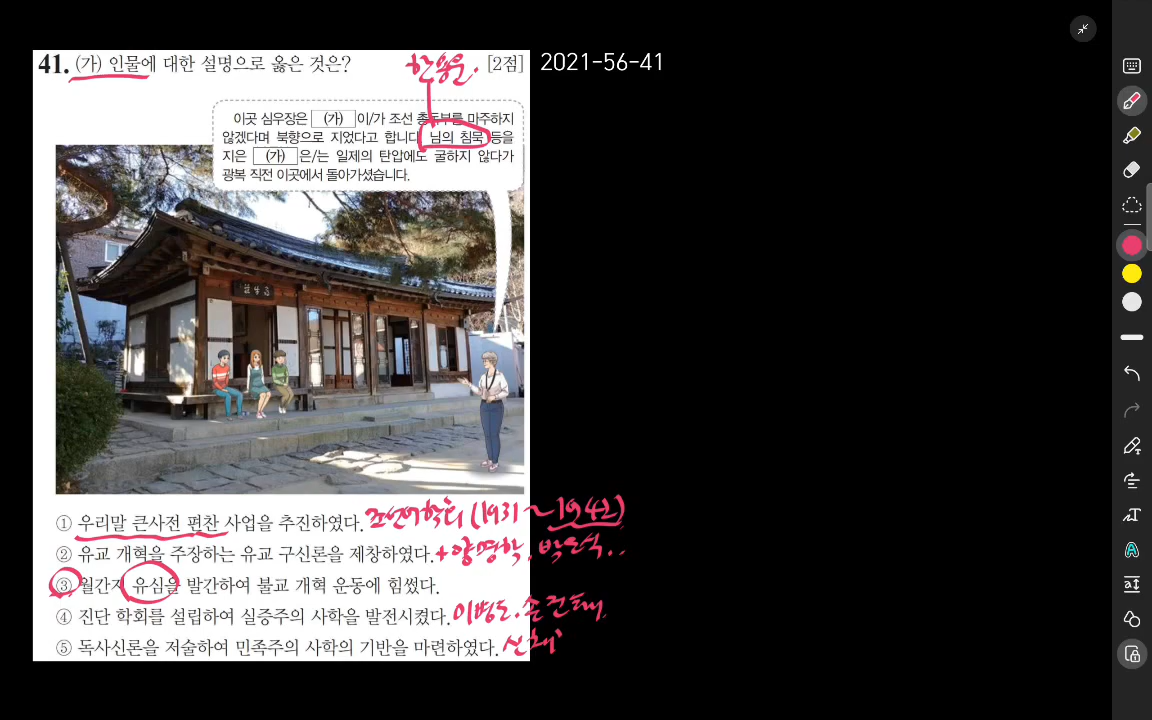 41. (가) 인물에 대한 설명으로 옳은 것은? 한용운. [2점] 2021-56-41
이곳 심우장은 (가) 이/가 조선 총독부를 마주하지
않겠다며 북향으로 지었다고 합니다. 님의 침묵 등을
지은 (가) 은/는 일제의 탄압에도 굴하지 않다가
광복 직전 이곳에서 돌아가셨습니다.
① 우리말 큰사전 편찬 사업을 추진하였다. 조선어학회 (1931~1942)
② 유교 개혁을 주장하는 유교 구신론을 제창하였다. + 양명학, 박은식..
③ 월간지 유심을 발간하여 불교 개혁 운동에 힘썼다.
④ 진단 학회를 설립하여 실증주의 사학을 발전시켰다. 이병도. 손진태.
⑤ 독사신론을 저술하여 민족주의 사학의 기반을 마련하였다. 신채